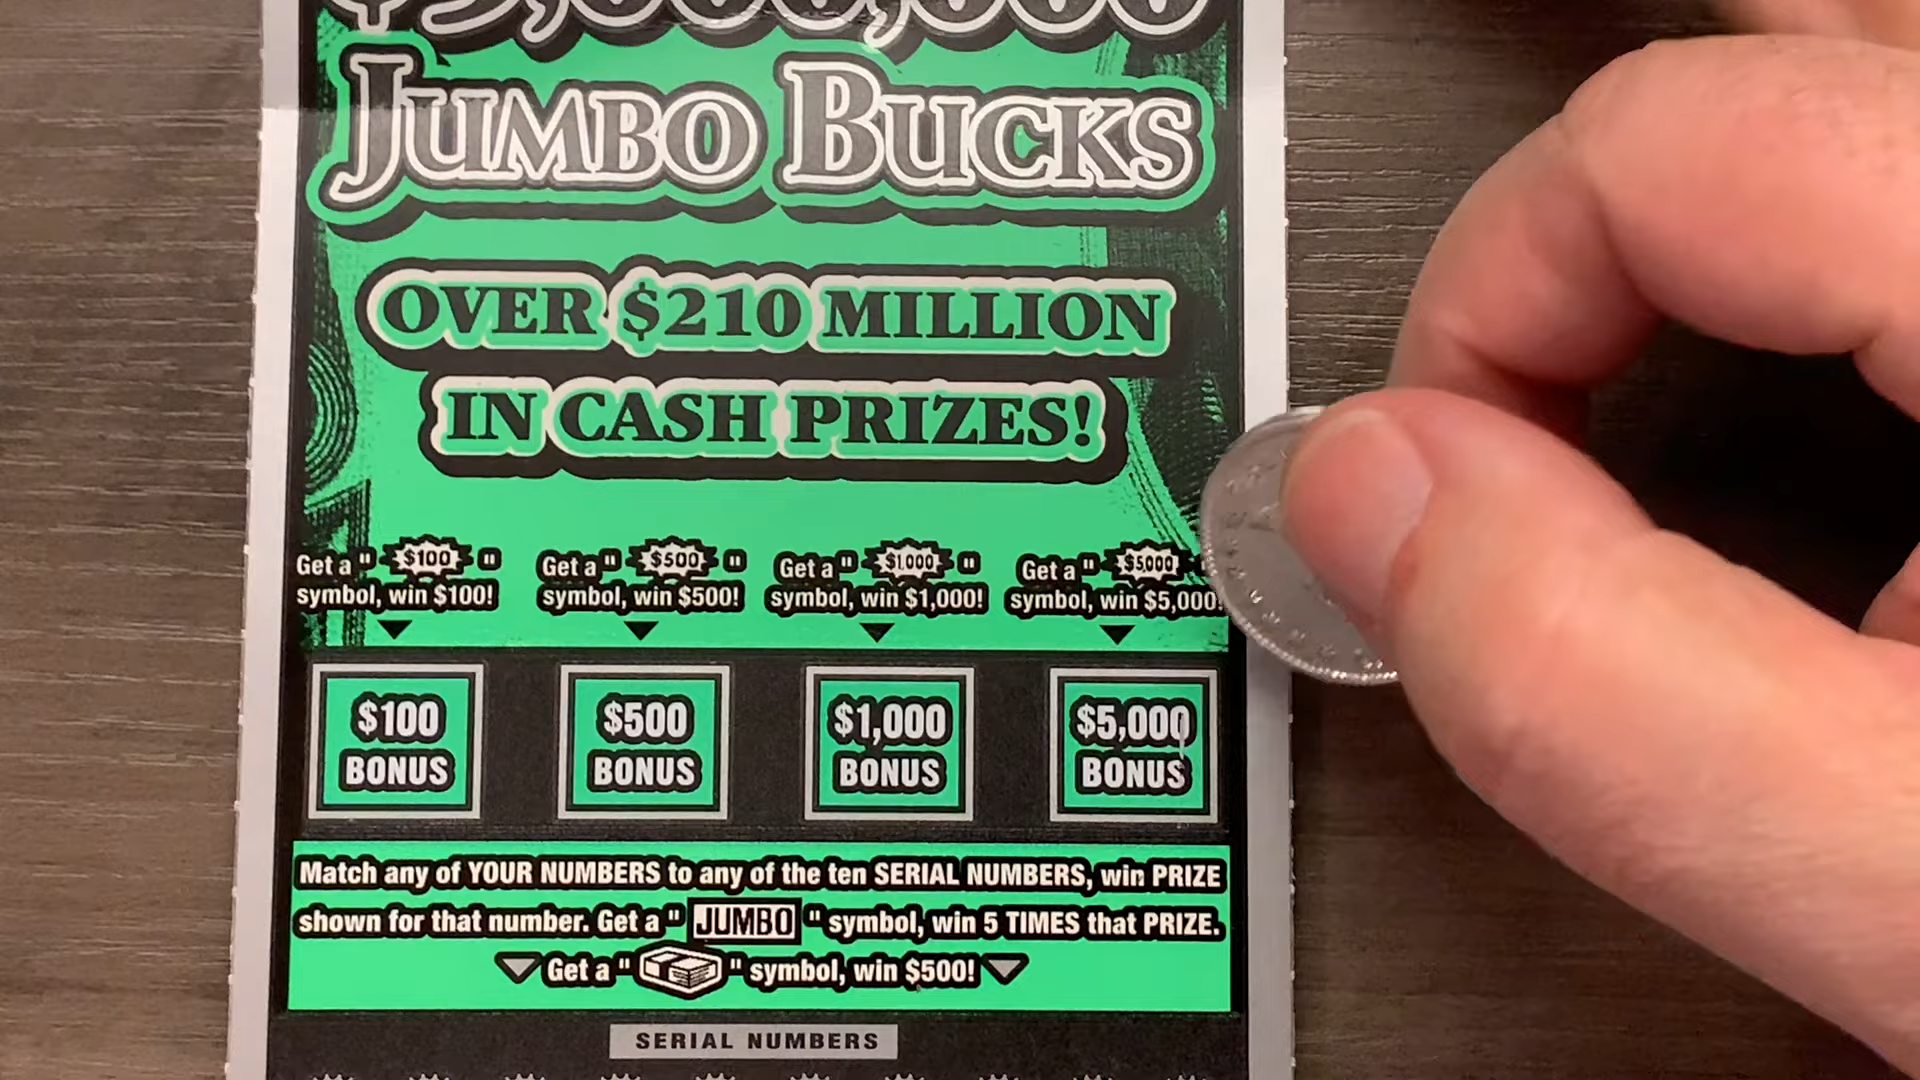 JUMBO BUCKS
OVER $210 MILLION
IN CASH PRIZES!
Get a " $100 "
symbol, win $100!
Get a " $500 "
symbol, win $500!
Get a " $1,000 "
symbol, win $1,000!
Get a " $5,000
symbol, win $5,000!
$100
BONUS
$500
BONUS
$1,000
BONUS
$5,000
BONUS
Match any of YOUR NUMBERS to any of the ten SERIAL NUMBERS, win PRIZE
shown for that number. Get a " JUMBO " symbol, win 5 TIMES that PRIZE.
Get a " " symbol, win $500!
SERIAL NUMBERS